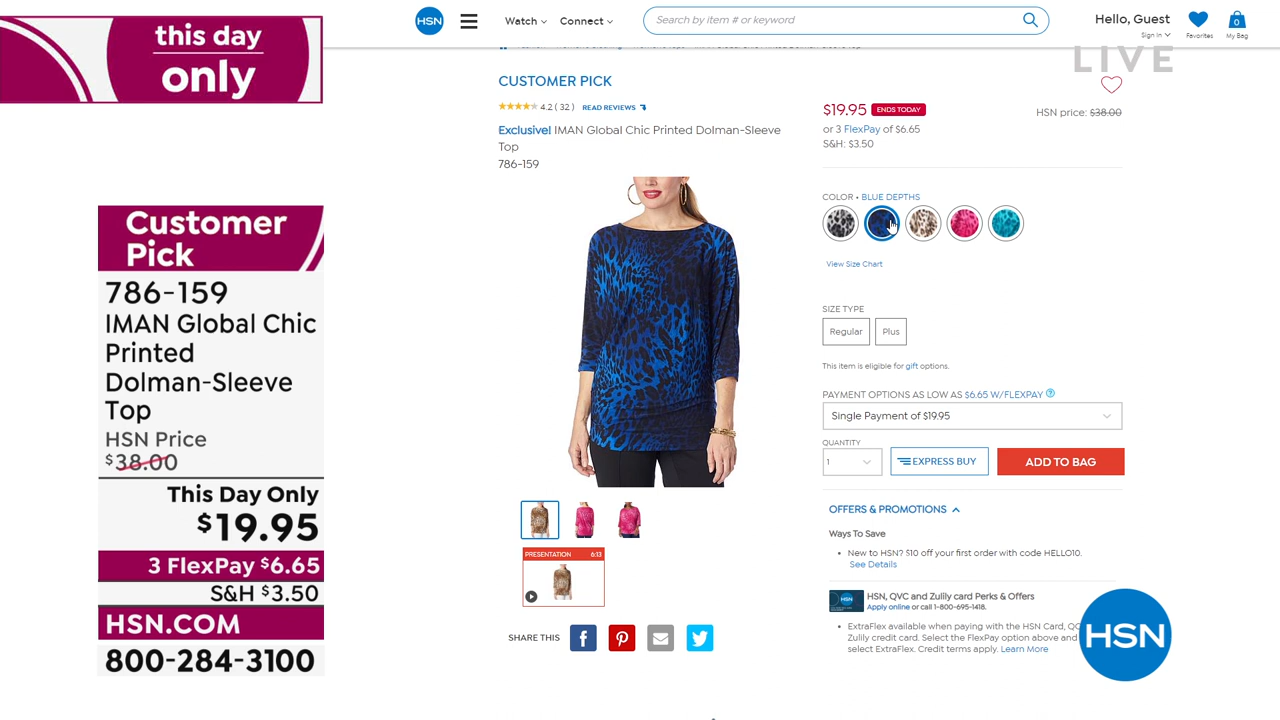 this day
only
Customer
Pick
786-159
IMAN Global Chic
Printed
Dolman-Sleeve
Top
HSN Price
$38.00
This Day Only
$19.95
3 FlexPay $6.65
S&H $3.50
HSN.COM
800-284-3100
HSN
Watch
Connect
Search by item # or keyword
Hello, Guest
Sign In
Favorites
0
My Bag
LIVE
CUSTOMER PICK
4.2 ( 32 )
READ REVIEWS
Exclusive! IMAN Global Chic Printed Dolman-Sleeve
Top
786-159
PRESENTATION 6:13
SHARE THIS
$19.95 ENDS TODAY
HSN price: $38.00
or 3 FlexPay of $6.65
S&H: $3.50
COLOR • BLUE DEPTHS
View Size Chart
SIZE TYPE
Regular
Plus
This item is eligible for gift options.
PAYMENT OPTIONS AS LOW AS $6.65 W/FLEXPAY ?
Single Payment of $19.95
QUANTITY
1
EXPRESS BUY
ADD TO BAG
OFFERS & PROMOTIONS
Ways To Save
• New to HSN? $10 off your first order with code HELLO10.
See Details
HSN, QVC and Zulily card Perks & Offers
Apply online or call 1-800-695-1418.
• ExtraFlex available when paying with the HSN Card, QC
Zulily credit card. Select the FlexPay option above and
select ExtraFlex. Credit terms apply. Learn More
HSN